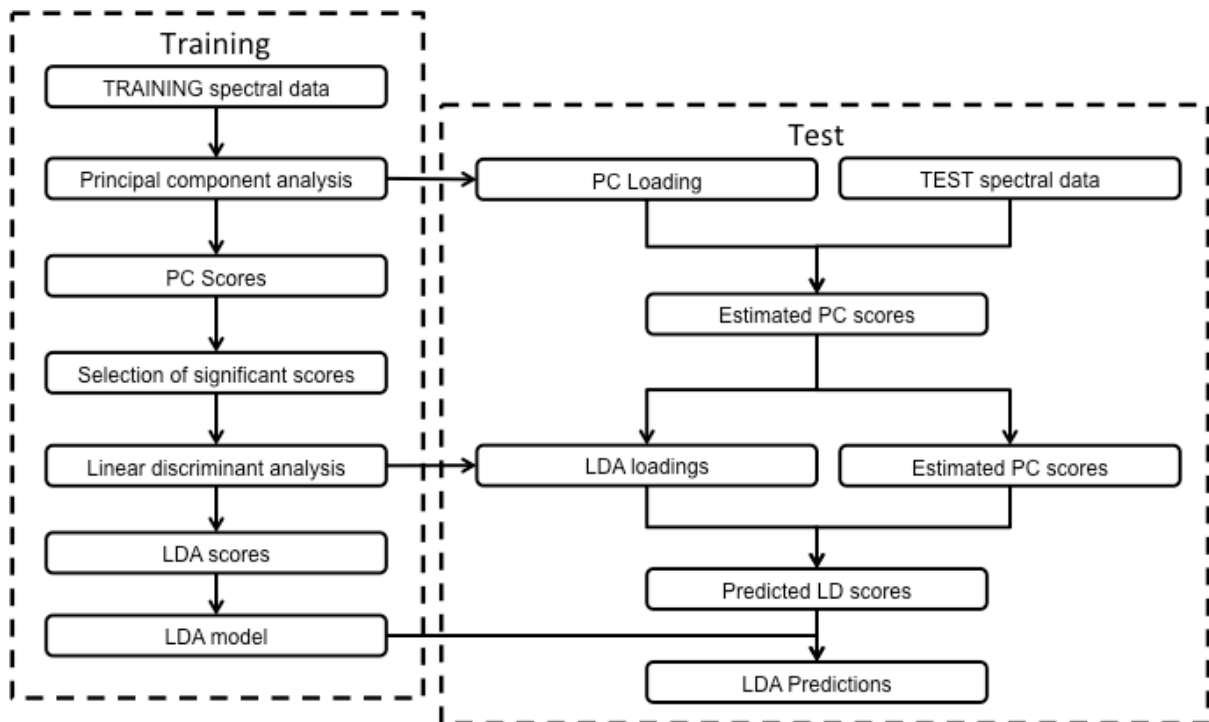 Training
TRAINING spectral data
Principal component analysis
PC Scores
Selection of significant scores
Linear discriminant analysis
LDA scores
LDA model
Test
PC Loading
TEST spectral data
Estimated PC scores
LDA loadings
Estimated PC scores
Predicted LD scores
LDA Predictions